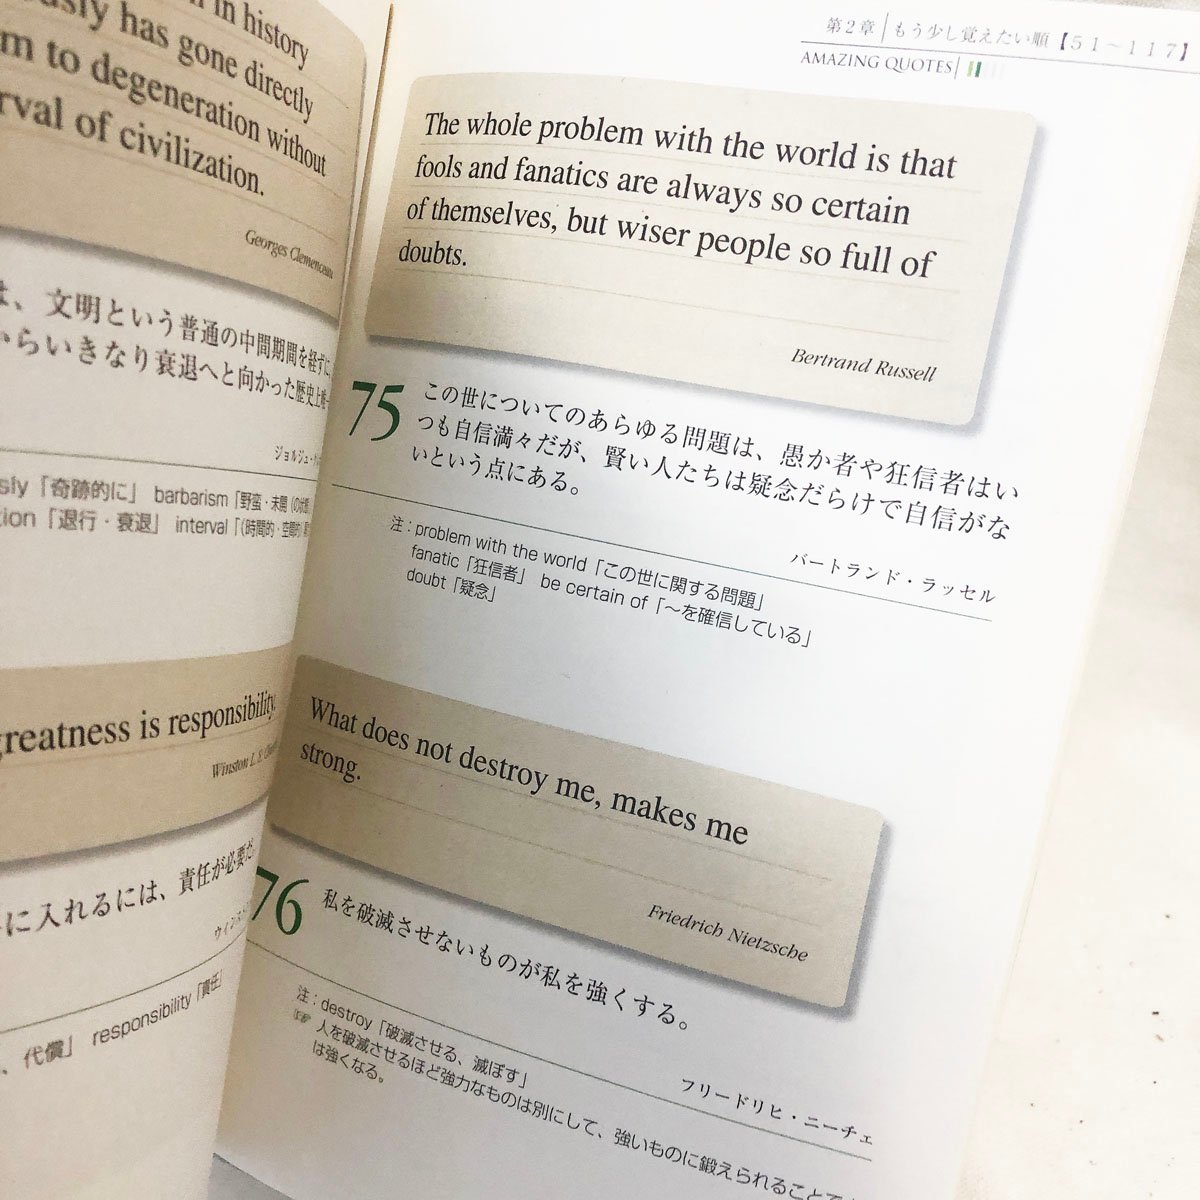 in history
has gone directly
to degeneration without
of civilization.
Georges Clemenceau
文明という普通の中間期間を経ずに、
らいきなり衰退へと向かった歴史上唯一
「奇跡的に」 barbarism「野蛮・未開
「退行・衰退」 interval「(時間的・空間的)
greatness is responsibility.
Winston
に入れるには、責任が必要だ。
、代償」 responsibility「責任」
第2章 | もう少し覚えたい順【51～117】
AMAZING QUOTES
The whole problem with the world is that
fools and fanatics are always so certain
of themselves, but wiser people so full of
doubts.
Bertrand Russell
75
この世についてのあらゆる問題は、愚か者や狂信者はい
つも自信満々だが、賢い人たちは疑念だらけで自信がな
いという点にある。
バートランド・ラッセル
注：problem with the world「この世に関する問題」
fanatic「狂信者」 be certain of「～を確信している」
doubt「疑念」
What does not destroy me, makes me
strong.
Friedrich Nietzsche
76
私を破滅させないものが私を強くする。
フリードリヒ・ニーチェ
注：destroy「破滅させる、滅ぼす」
☞ 人を破滅させるほど強力なものは別にして、強いものに鍛えられることで
は強くなる。